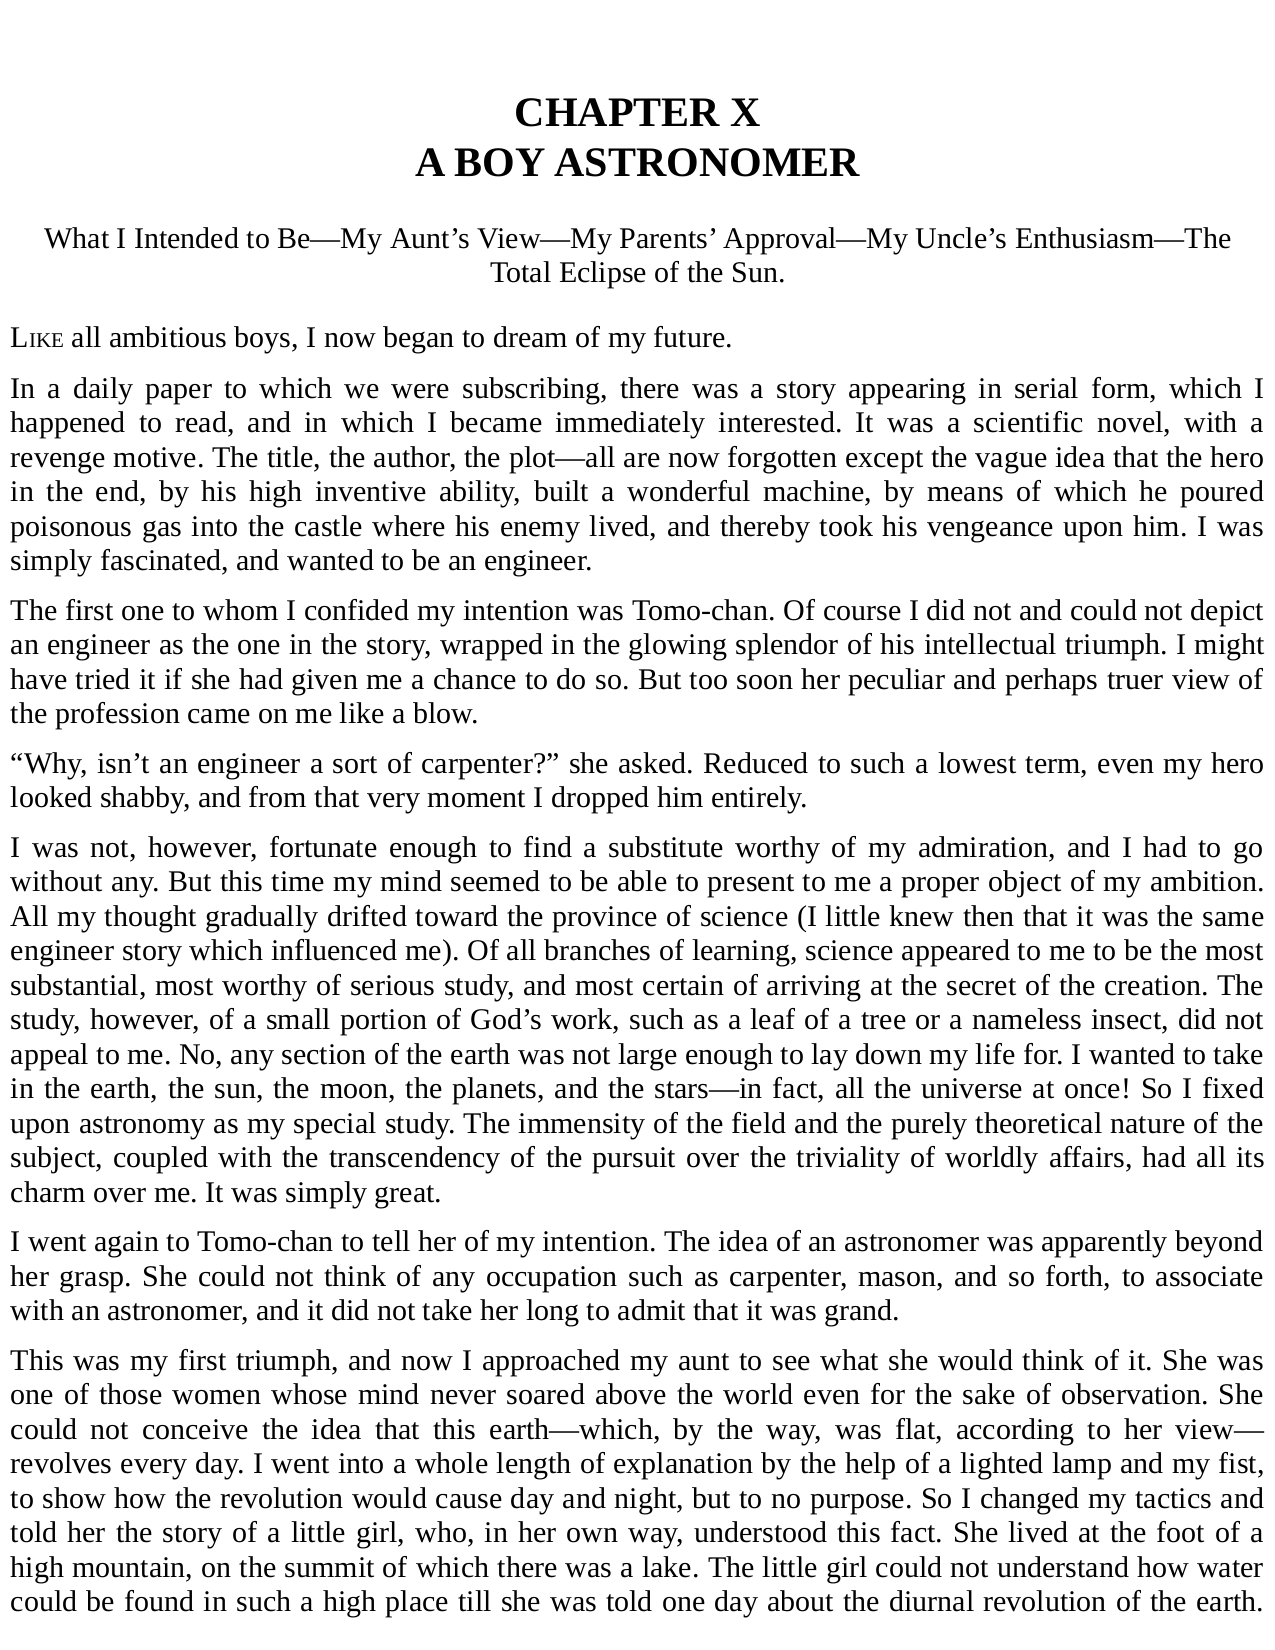 CHAPTER X
A BOY ASTRONOMER
What I Intended to Be—My Aunt’s View—My Parents’ Approval—My Uncle’s Enthusiasm—The
Total Eclipse of the Sun.
LIKE all ambitious boys, I now began to dream of my future.
In a daily paper to which we were subscribing, there was a story appearing in serial form, which I
happened to read, and in which I became immediately interested. It was a scientific novel, with a
revenge motive. The title, the author, the plot—all are now forgotten except the vague idea that the hero
in the end, by his high inventive ability, built a wonderful machine, by means of which he poured
poisonous gas into the castle where his enemy lived, and thereby took his vengeance upon him. I was
simply fascinated, and wanted to be an engineer.
The first one to whom I confided my intention was Tomo-chan. Of course I did not and could not depict
an engineer as the one in the story, wrapped in the glowing splendor of his intellectual triumph. I might
have tried it if she had given me a chance to do so. But too soon her peculiar and perhaps truer view of
the profession came on me like a blow.
“Why, isn’t an engineer a sort of carpenter?” she asked. Reduced to such a lowest term, even my hero
looked shabby, and from that very moment I dropped him entirely.
I was not, however, fortunate enough to find a substitute worthy of my admiration, and I had to go
without any. But this time my mind seemed to be able to present to me a proper object of my ambition.
All my thought gradually drifted toward the province of science (I little knew then that it was the same
engineer story which influenced me). Of all branches of learning, science appeared to me to be the most
substantial, most worthy of serious study, and most certain of arriving at the secret of the creation. The
study, however, of a small portion of God’s work, such as a leaf of a tree or a nameless insect, did not
appeal to me. No, any section of the earth was not large enough to lay down my life for. I wanted to take
in the earth, the sun, the moon, the planets, and the stars—in fact, all the universe at once! So I fixed
upon astronomy as my special study. The immensity of the field and the purely theoretical nature of the
subject, coupled with the transcendency of the pursuit over the triviality of worldly affairs, had all its
charm over me. It was simply great.
I went again to Tomo-chan to tell her of my intention. The idea of an astronomer was apparently beyond
her grasp. She could not think of any occupation such as carpenter, mason, and so forth, to associate
with an astronomer, and it did not take her long to admit that it was grand.
This was my first triumph, and now I approached my aunt to see what she would think of it. She was
one of those women whose mind never soared above the world even for the sake of observation. She
could not conceive the idea that this earth—which, by the way, was flat, according to her view—
revolves every day. I went into a whole length of explanation by the help of a lighted lamp and my fist,
to show how the revolution would cause day and night, but to no purpose. So I changed my tactics and
told her the story of a little girl, who, in her own way, understood this fact. She lived at the foot of a
high mountain, on the summit of which there was a lake. The little girl could not understand how water
could be found in such a high place till she was told one day about the diurnal revolution of the earth.